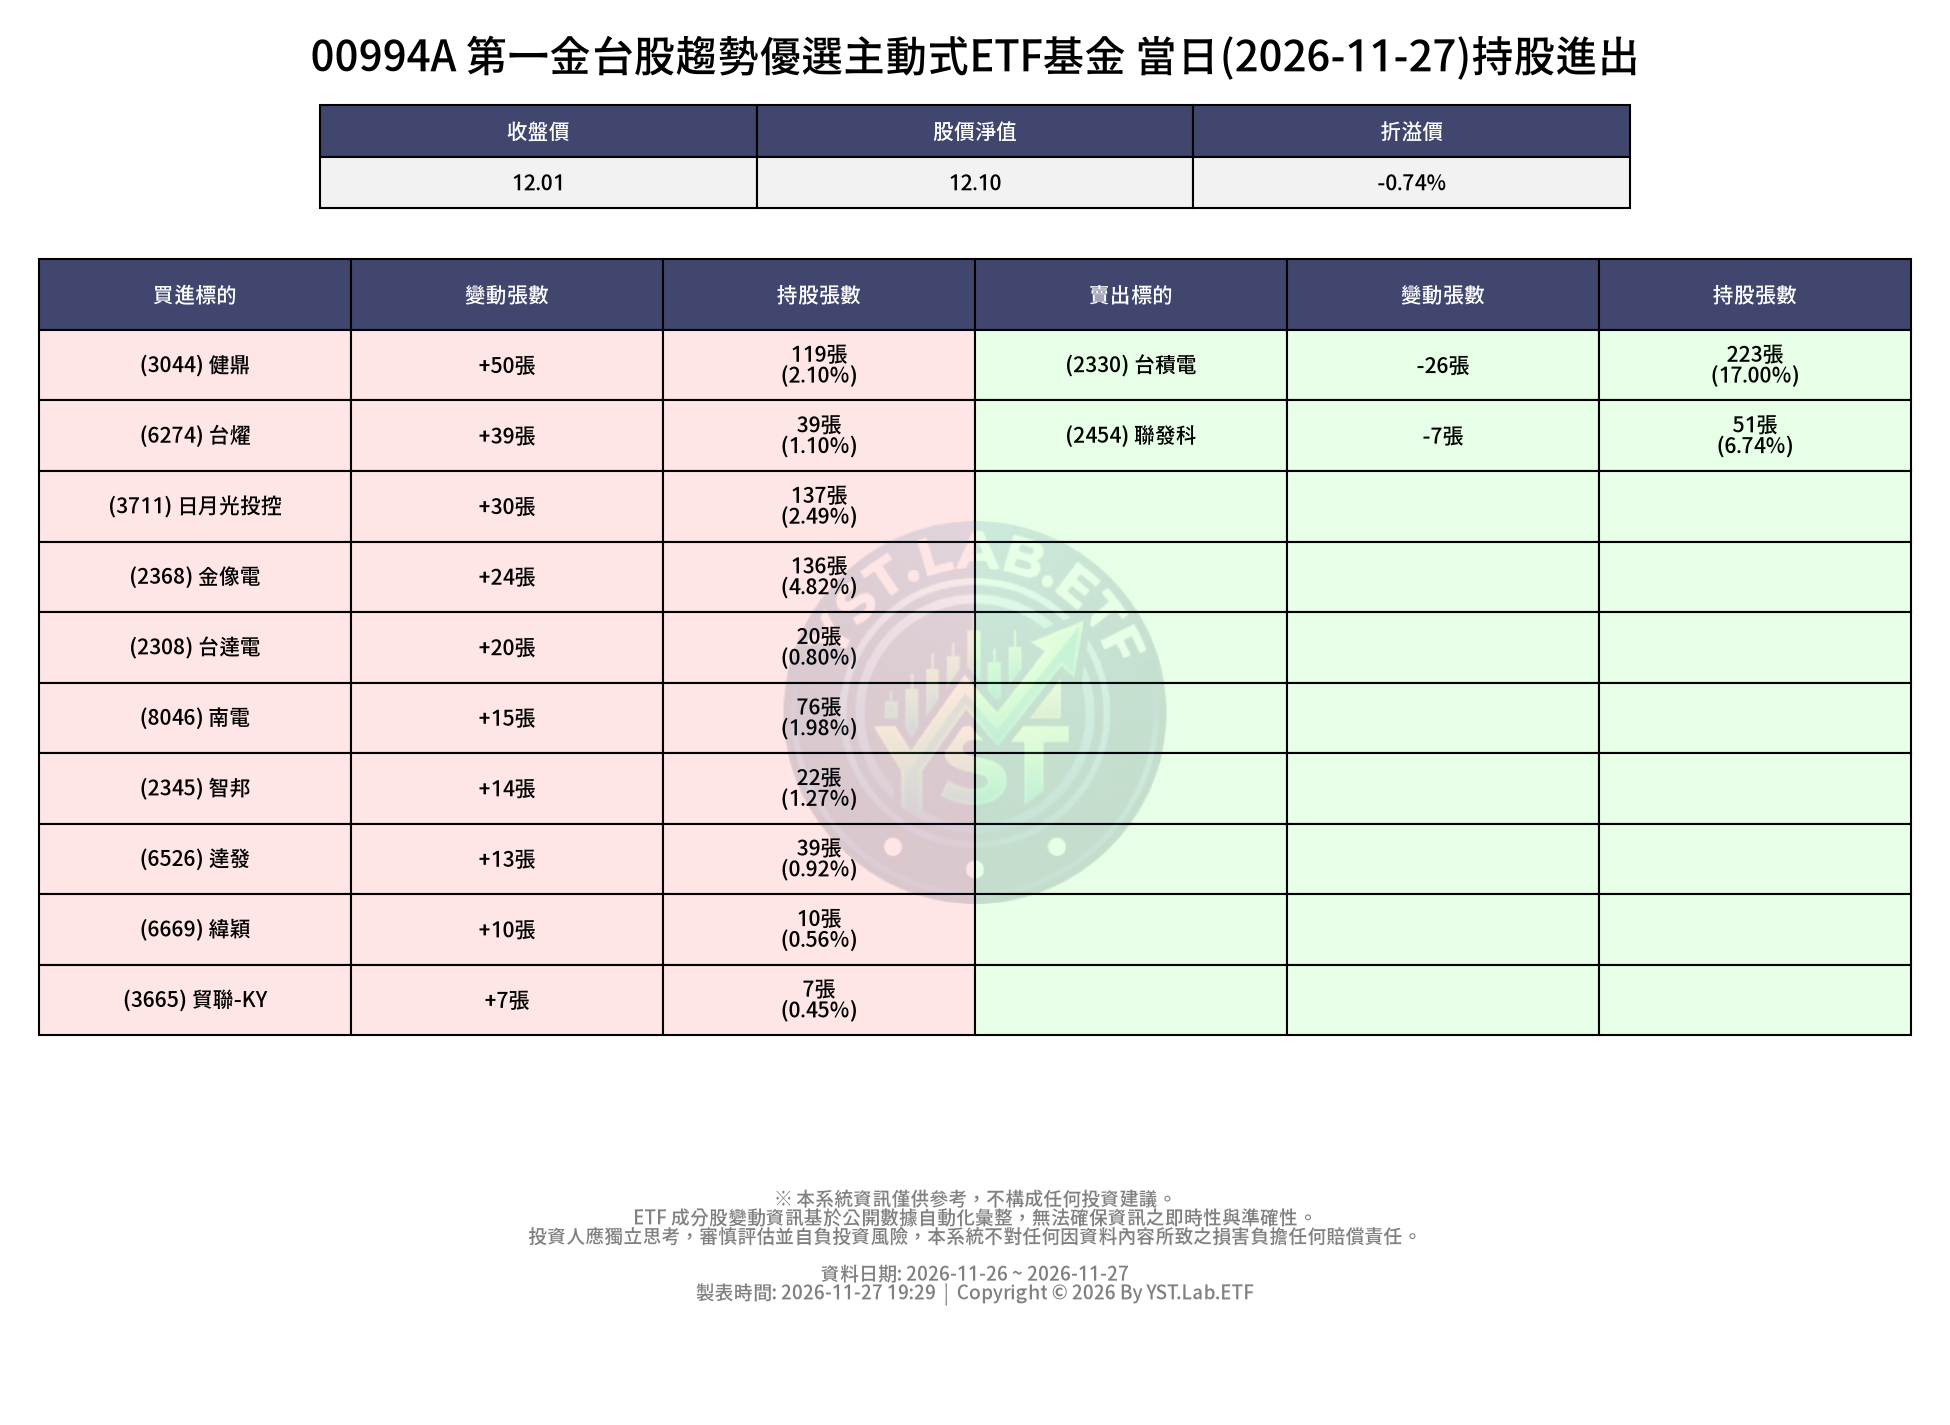 00994A 第一金台股趨勢優選主動式ETF基金 當日(2026-11-27)持股進出
收盤價 股價淨值 折溢價
12.01 12.10 -0.74%
買進標的 變動張數 持股張數 賣出標的 變動張數 持股張數
(3044) 健鼎 +50張 119張 (2.10%) (2330) 台積電 -26張 223張 (17.00%)
(6274) 台燿 +39張 39張 (1.10%) (2454) 聯發科 -7張 51張 (6.74%)
(3711) 日月光投控 +30張 137張 (2.49%)
(2368) 金像電 +24張 136張 (4.82%)
(2308) 台達電 +20張 20張 (0.80%)
(8046) 南電 +15張 76張 (1.98%)
(2345) 智邦 +14張 22張 (1.27%)
(6526) 達發 +13張 39張 (0.92%)
(6669) 緯穎 +10張 10張 (0.56%)
(3665) 貿聯-KY +7張 7張 (0.45%)
YST.LAB.ETF
YST
※ 本系統資訊僅供參考，不構成任何投資建議。
ETF 成分股變動資訊基於公開數據自動化彙整，無法確保資訊之即時性與準確性。
投資人應獨立思考，審慎評估並自負投資風險，本系統不對任何因資料內容所致之損害負擔任何賠償責任。
資料日期: 2026-11-26 ~ 2026-11-27
製表時間: 2026-11-27 19:29 | Copyright © 2026 By YST.Lab.ETF